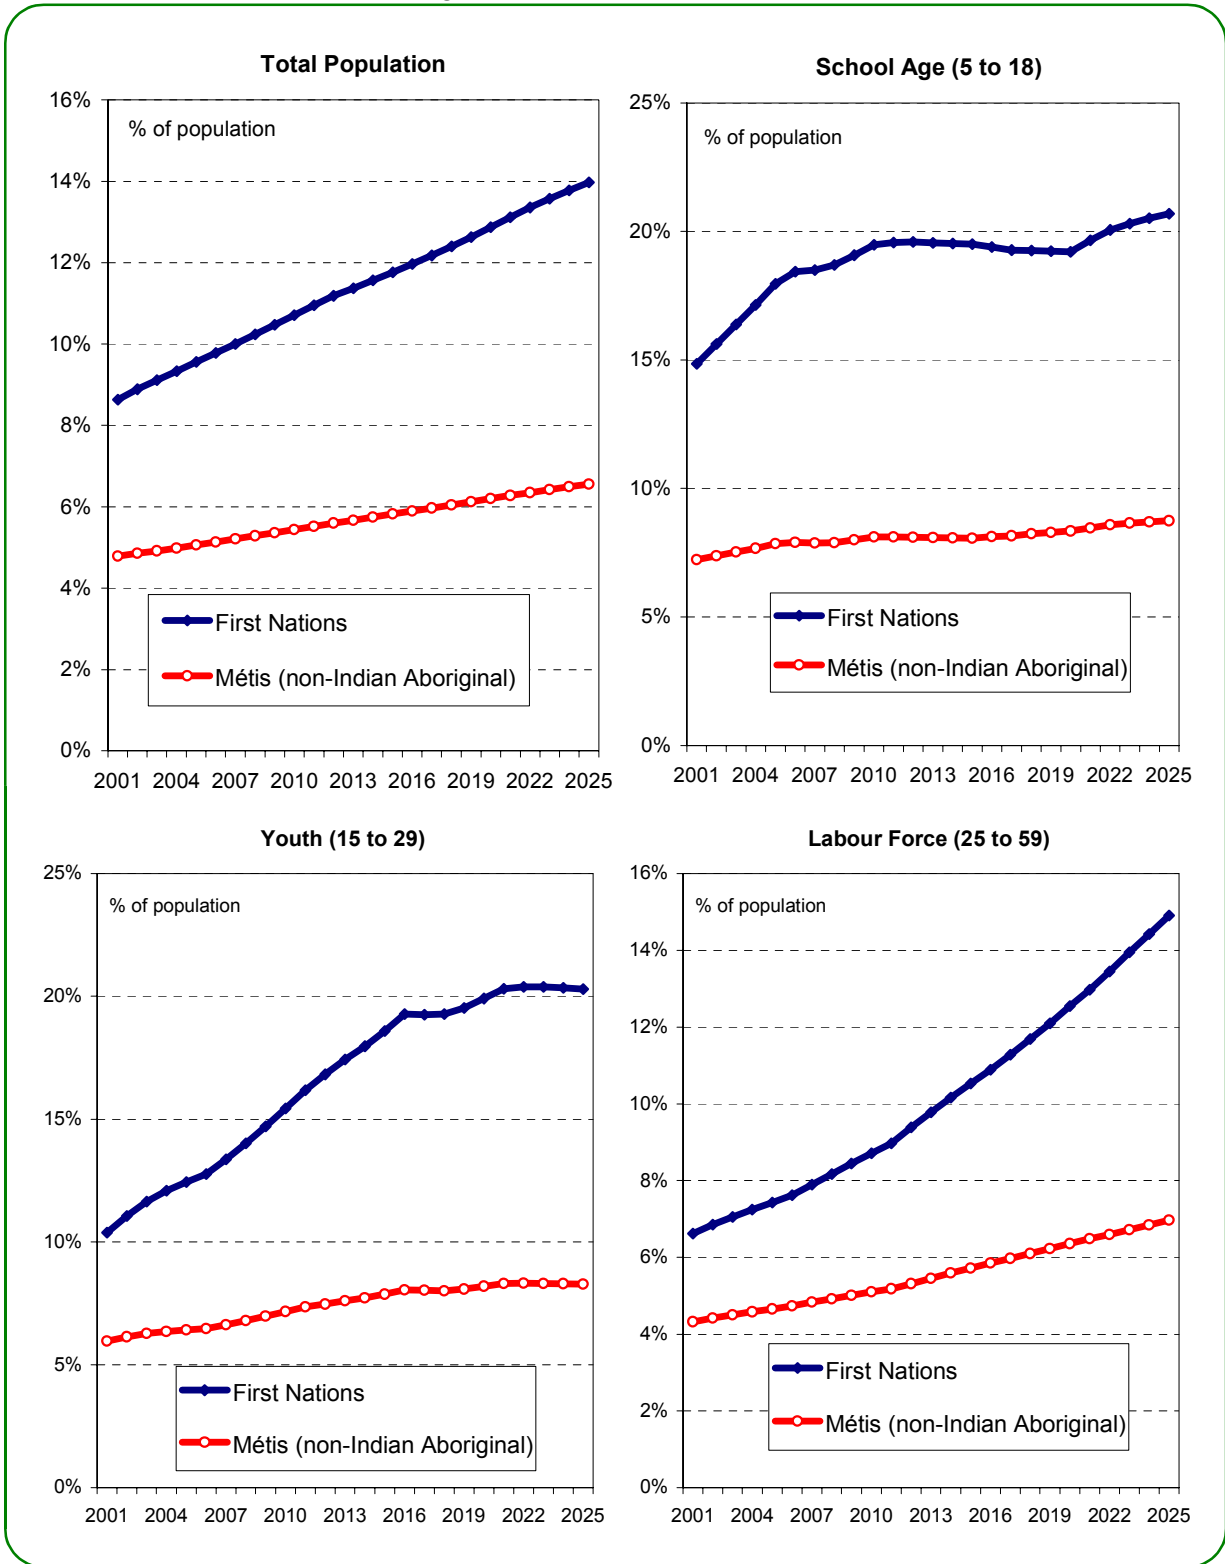 Total Population
16%
14%
12%
10%
8%
6%
4%
2%
0%
% of population
First Nations
Métis (non-Indian Aboriginal)
2001 2004 2007 2010 2013 2016 2019 2022 2025
School Age (5 to 18)
25%
20%
15%
10%
5%
0%
% of population
First Nations
Métis (non-Indian Aboriginal)
2001 2004 2007 2010 2013 2016 2019 2022 2025
Youth (15 to 29)
25%
20%
15%
10%
5%
0%
% of population
First Nations
Métis (non-Indian Aboriginal)
2001 2004 2007 2010 2013 2016 2019 2022 2025
Labour Force (25 to 59)
16%
14%
12%
10%
8%
6%
4%
2%
0%
% of population
First Nations
Métis (non-Indian Aboriginal)
2001 2004 2007 2010 2013 2016 2019 2022 2025